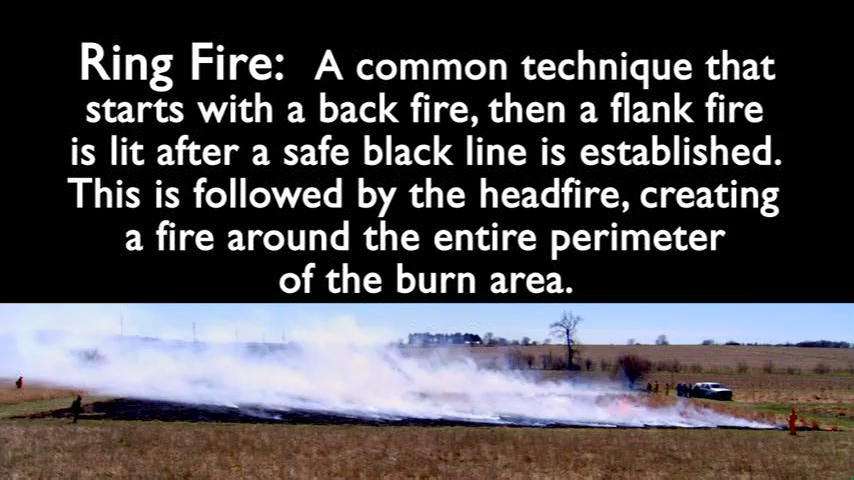 Ring Fire: A common technique that
starts with a back fire, then a flank fire
is lit after a safe black line is established.
This is followed by the headfire, creating
a fire around the entire perimeter
of the burn area.